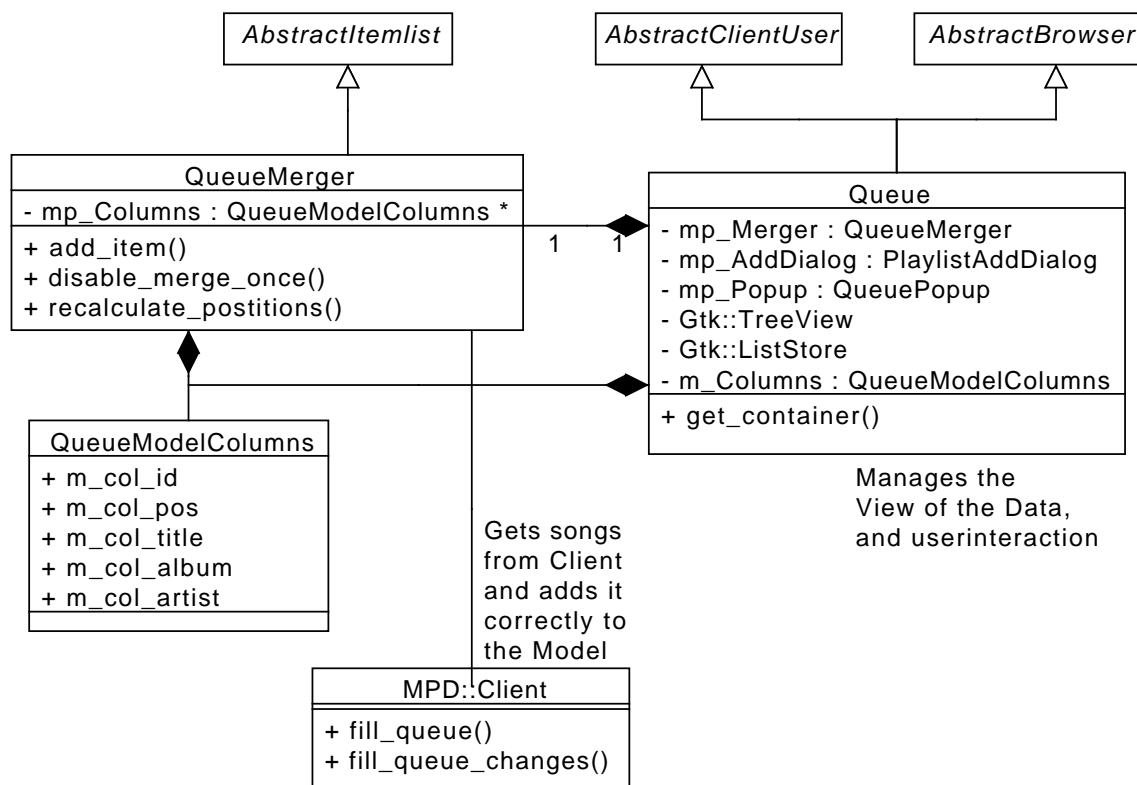 AbstractItemlist
AbstractClientUser
AbstractBrowser
QueueMerger
- mp_Columns : QueueModelColumns *
+ add_item()
+ disable_merge_once()
+ recalculate_postitions()
1
1
Queue
- mp_Merger : QueueMerger
- mp_AddDialog : PlaylistAddDialog
- mp_Popup : QueuePopup
- Gtk::TreeView
- Gtk::ListStore
- m_Columns : QueueModelColumns
+ get_container()
QueueModelColumns
+ m_col_id
+ m_col_pos
+ m_col_title
+ m_col_album
+ m_col_artist
Manages the
View of the Data,
and userinteraction
Gets songs
from Client
and adds it
correctly to
the Model
MPD::Client
+ fill_queue()
+ fill_queue_changes()